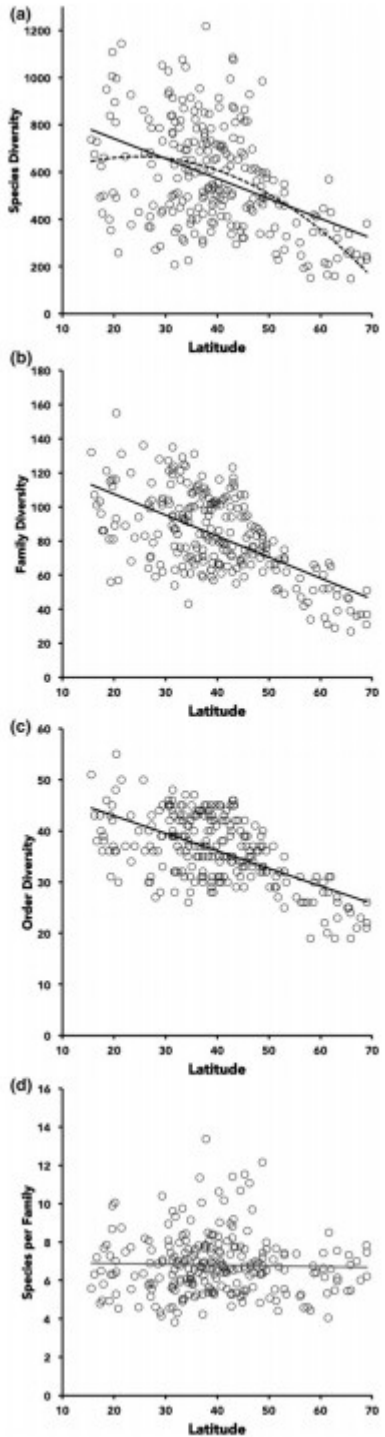 (a)
1200
1000
800
600
400
200
0
Species Diversity
10 20 30 40 50 60 70
Latitude
(b)
180
160
140
120
100
80
60
40
20
0
Family Diversity
10 20 30 40 50 60 70
Latitude
(c)
60
50
40
30
20
10
0
Order Diversity
10 20 30 40 50 60 70
Latitude
(d)
16
14
12
10
8
6
4
2
0
Species per Family
10 20 30 40 50 60 70
Latitude